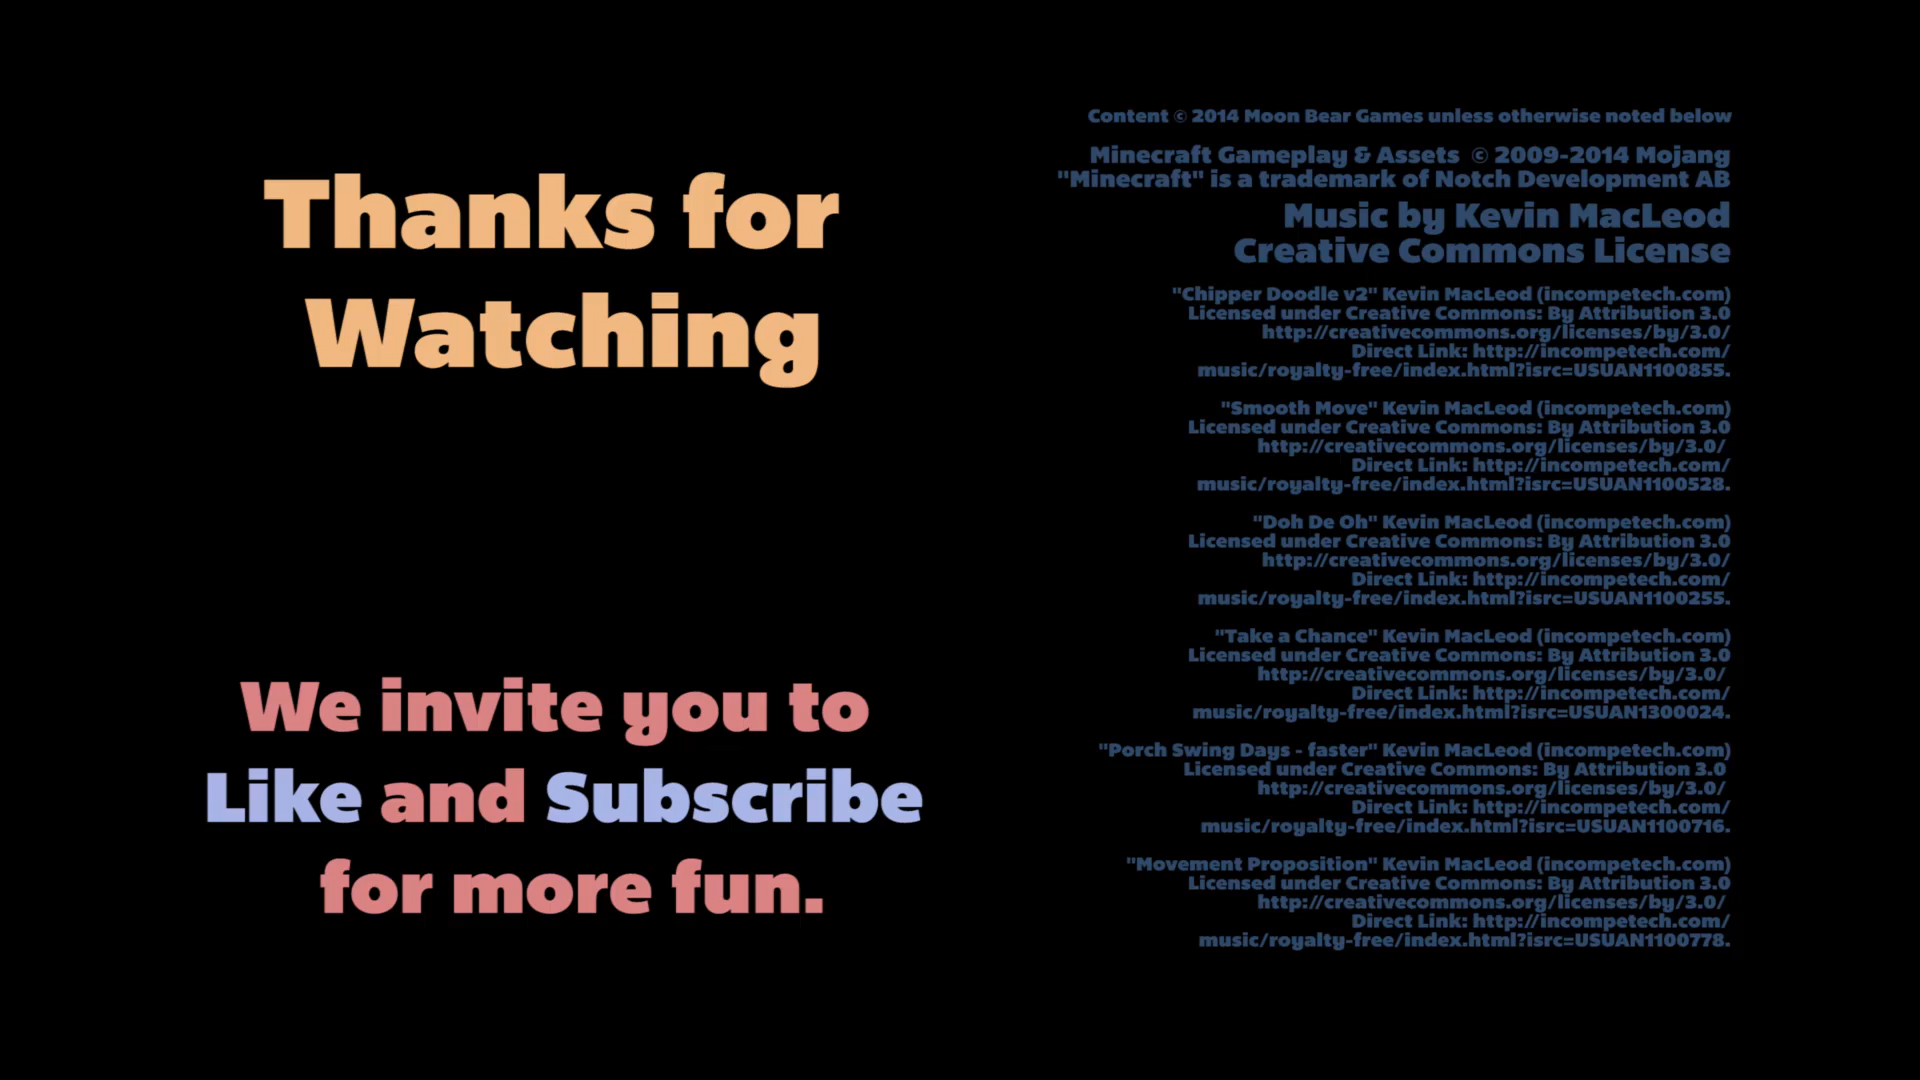 Thanks for
Watching
We invite you to
Like and Subscribe
for more fun.
Content © 2014 Moon Bear Games unless otherwise noted below
Minecraft Gameplay & Assets © 2009-2014 Mojang
"Minecraft" is a trademark of Notch Development AB
Music by Kevin MacLeod
Creative Commons License
"Chipper Doodle v2" Kevin MacLeod (incompetech.com)
Licensed under Creative Commons: By Attribution 3.0
http://creativecommons.org/licenses/by/3.0/
Direct Link: http://incompetech.com/
music/royalty-free/index.html?isrc=USUAN1100855.
"Smooth Move" Kevin MacLeod (incompetech.com)
Licensed under Creative Commons: By Attribution 3.0
http://creativecommons.org/licenses/by/3.0/
Direct Link: http://incompetech.com/
music/royalty-free/index.html?isrc=USUAN1100528.
"Doh De Oh" Kevin MacLeod (incompetech.com)
Licensed under Creative Commons: By Attribution 3.0
http://creativecommons.org/licenses/by/3.0/
Direct Link: http://incompetech.com/
music/royalty-free/index.html?isrc=USUAN1100255.
"Take a Chance" Kevin MacLeod (incompetech.com)
Licensed under Creative Commons: By Attribution 3.0
http://creativecommons.org/licenses/by/3.0/
Direct Link: http://incompetech.com/
music/royalty-free/index.html?isrc=USUAN1300024.
"Porch Swing Days - faster" Kevin MacLeod (incompetech.com)
Licensed under Creative Commons: By Attribution 3.0
http://creativecommons.org/licenses/by/3.0/
Direct Link: http://incompetech.com/
music/royalty-free/index.html?isrc=USUAN1100716.
"Movement Proposition" Kevin MacLeod (incompetech.com)
Licensed under Creative Commons: By Attribution 3.0
http://creativecommons.org/licenses/by/3.0/
Direct Link: http://incompetech.com/
music/royalty-free/index.html?isrc=USUAN1100778.